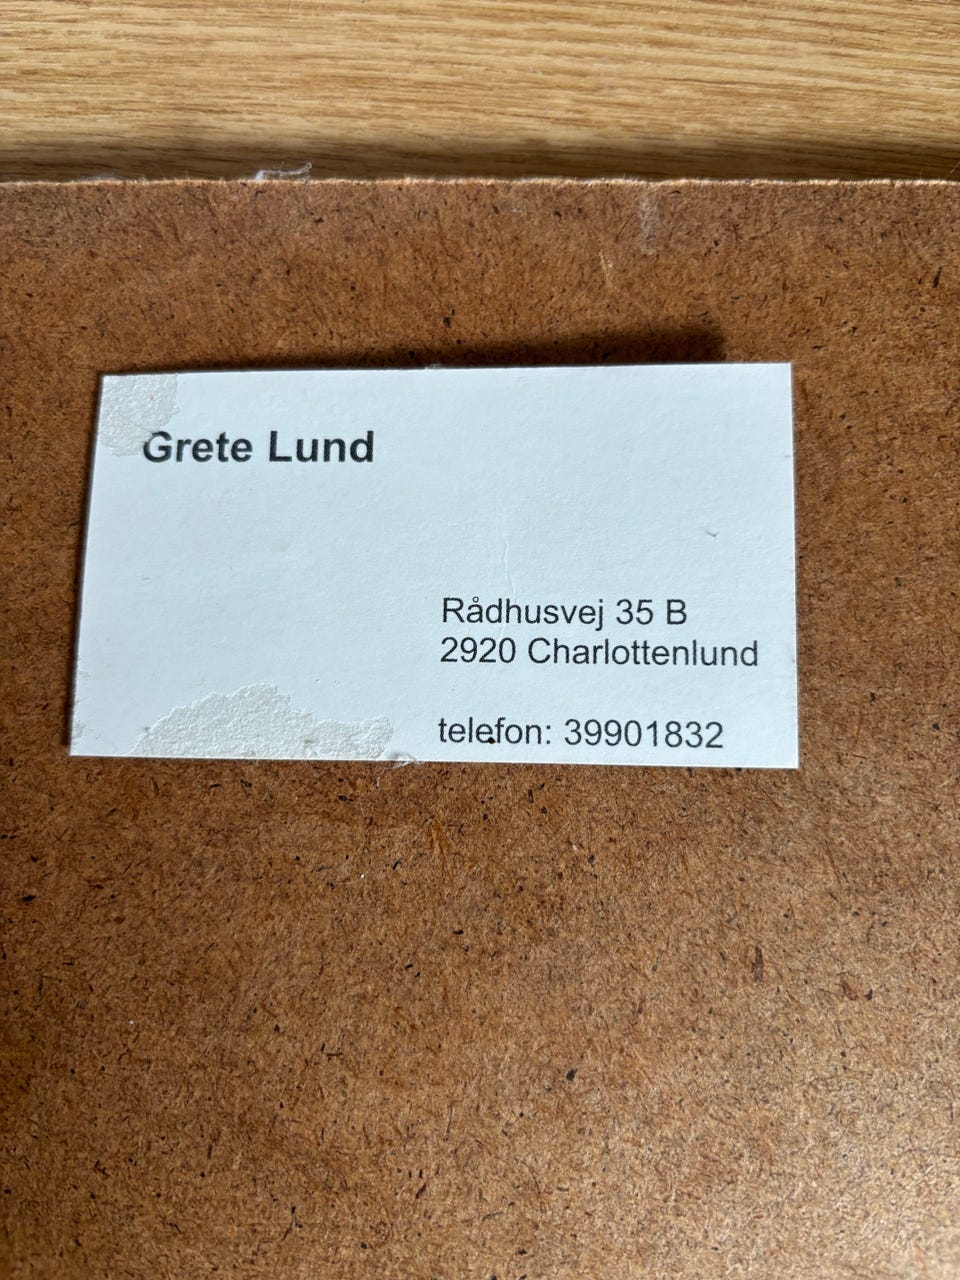 Grete Lund
Rådhusvej 35 B
2920 Charlottenlund
telefon: 39901832